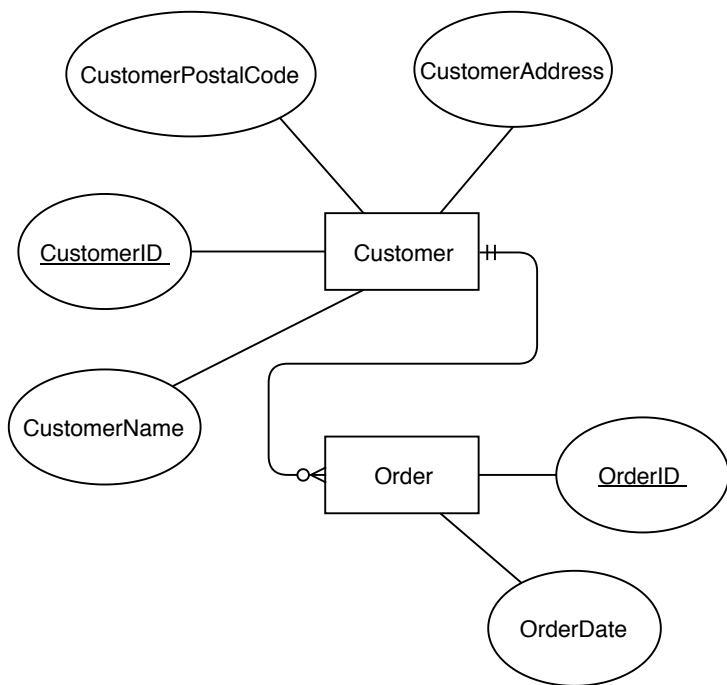 CustomerPostalCode
CustomerAddress
CustomerID
Customer
CustomerName
Order
OrderID
OrderDate